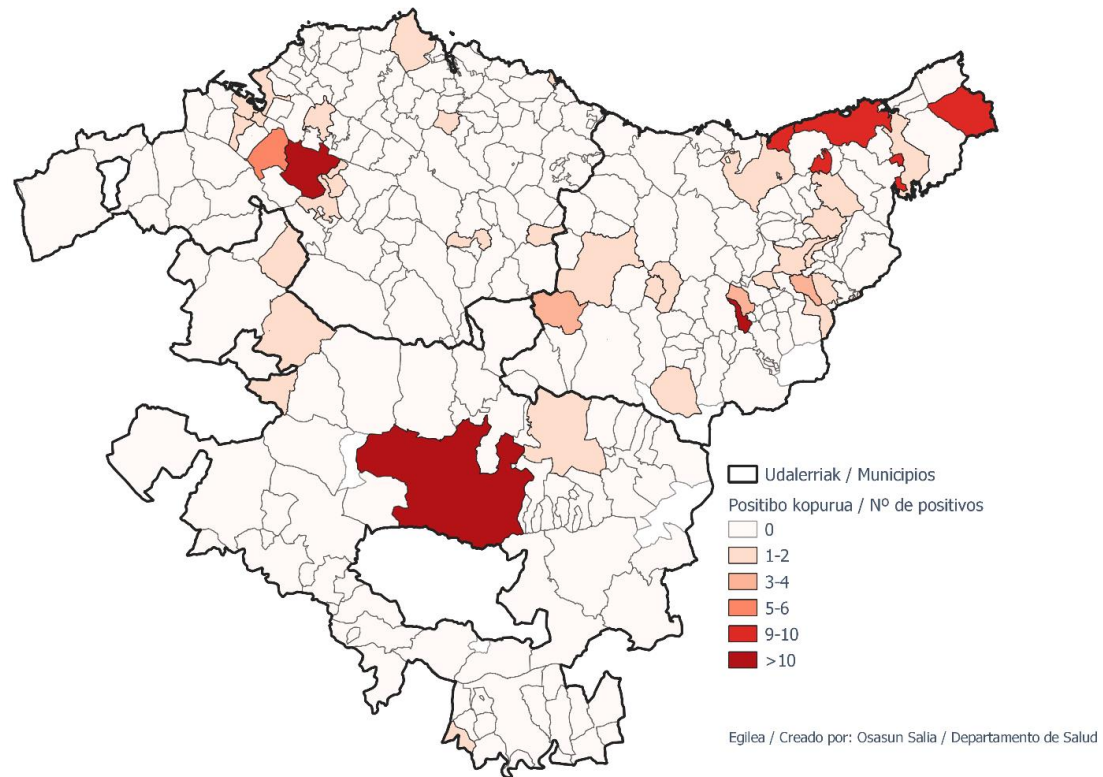 Udalerriak / Municipios
Positibo kopurua / Nº de positivos
0
1-2
3-4
5-6
9-10
>10
Egilea / Creado por: Osasun Salia / Departamento de Salud